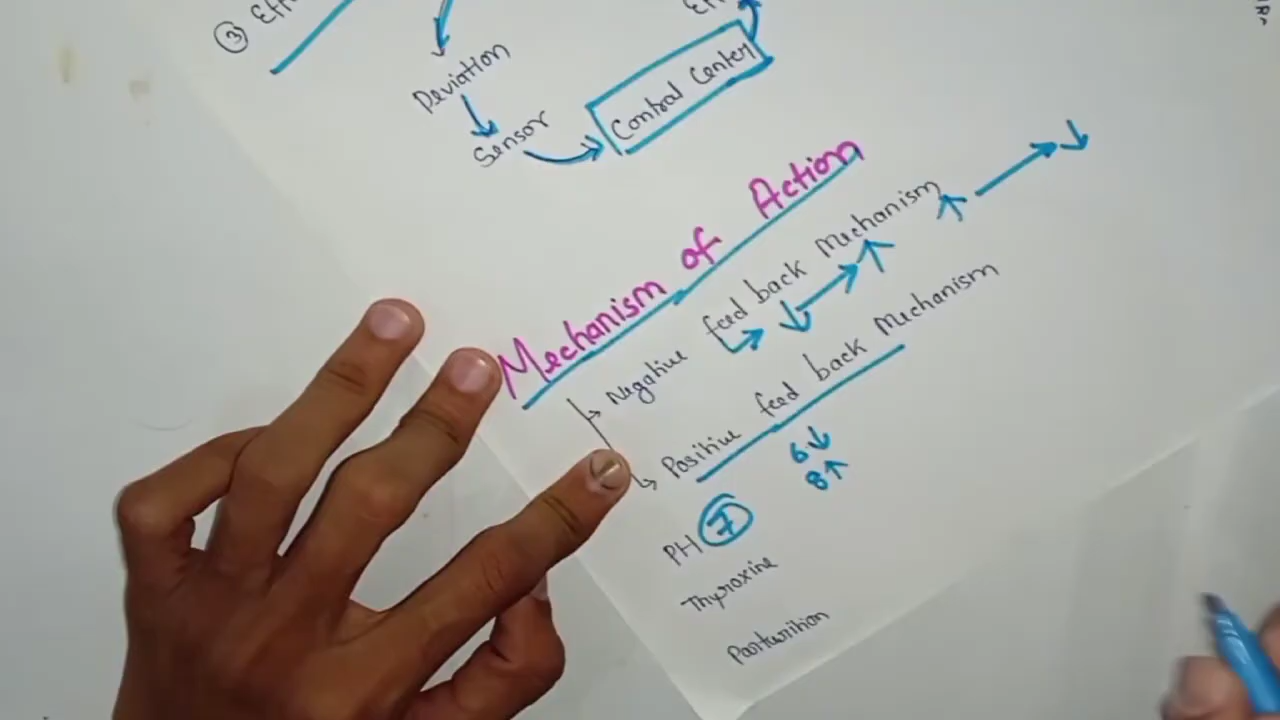 ③
Deviation
Sensor
Control Center
Mechanism of Action
Negative feed back Mechanism
Positive feed back Mechanism
6↓
8↑
PH 7
Thyroxine
Parturition